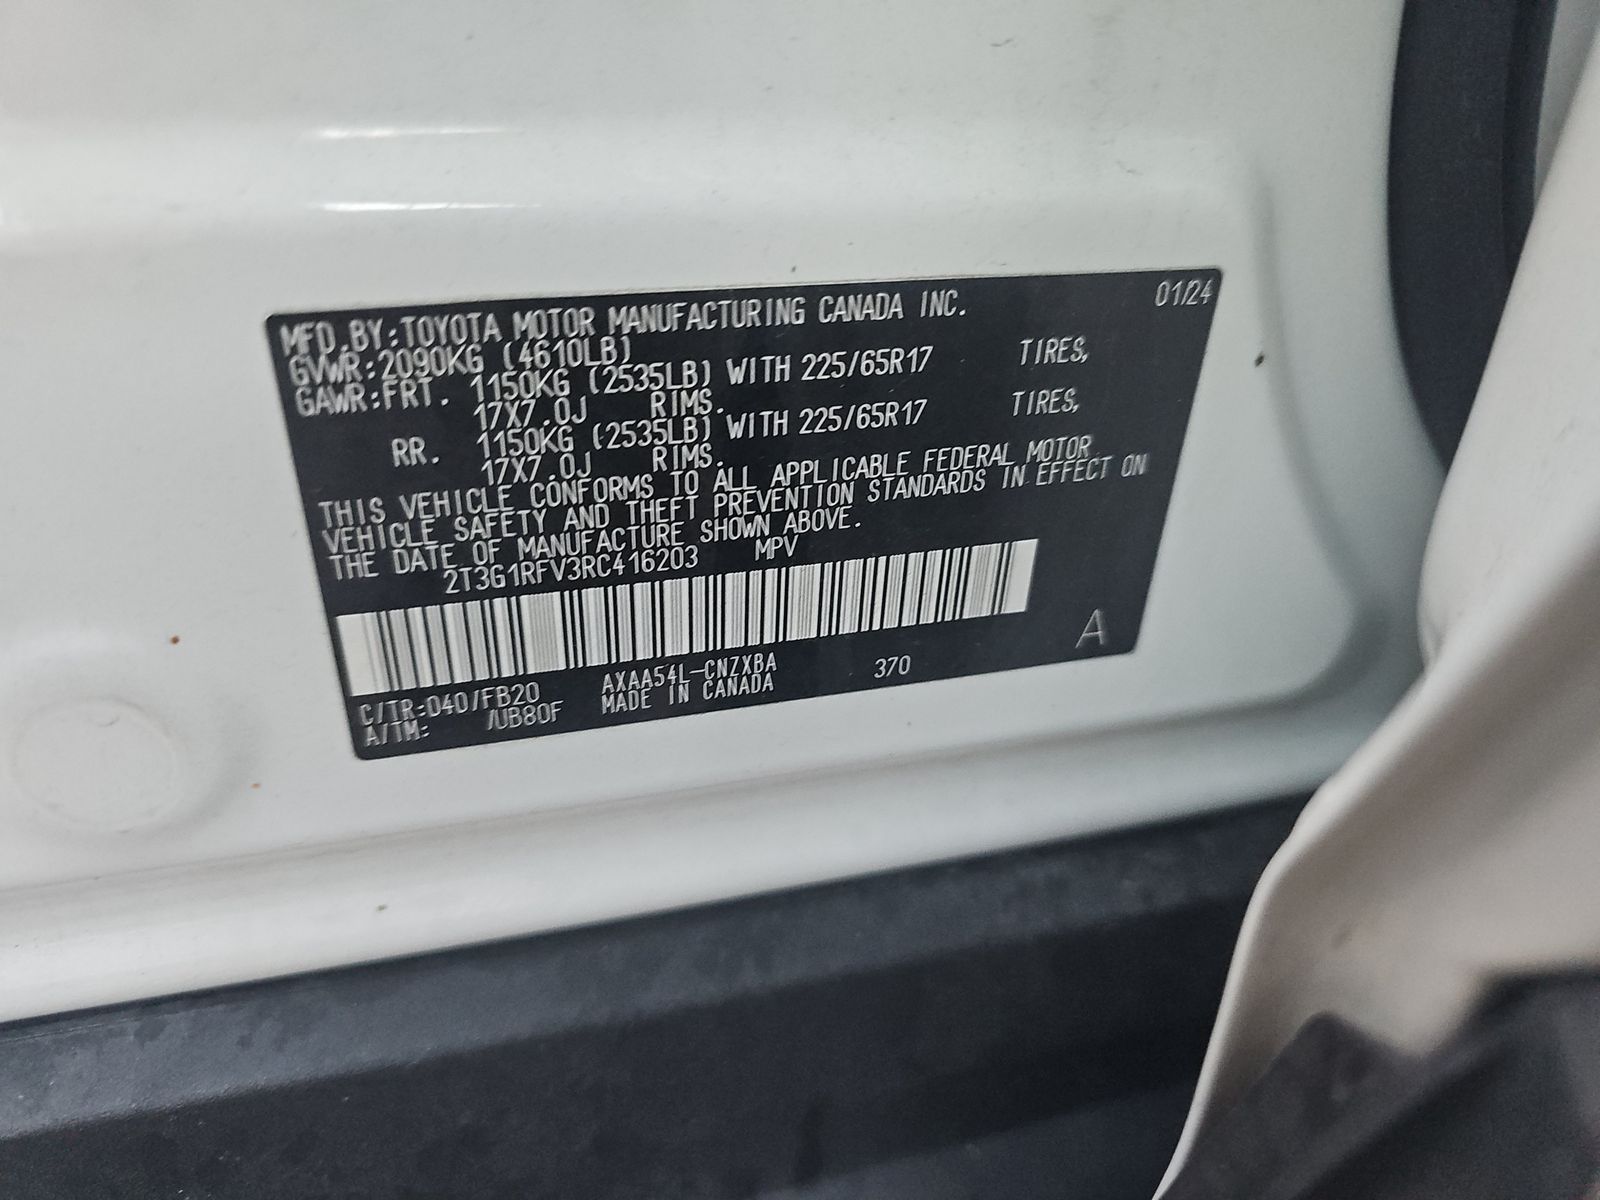 MFD.BY:TOYOTA MOTOR MANUFACTURING CANADA INC. 01/24
GVWR:2090KG (4610LB)
GAWR:FRT. 1150KG (2535LB) WITH 225/65R17 TIRES,
17X7.0J RIMS.
RR. 1150KG (2535LB) WITH 225/65R17 TIRES,
17X7.0J RIMS.
THIS VEHICLE CONFORMS TO ALL APPLICABLE FEDERAL MOTOR
VEHICLE SAFETY AND THEFT PREVENTION STANDARDS IN EFFECT ON
THE DATE OF MANUFACTURE SHOWN ABOVE.
2T3G1RFV3RC416203 MPV
A
C/TR:040/FB20 AXAA54L-CNZXBA 370
A/TM: /UB80F MADE IN CANADA